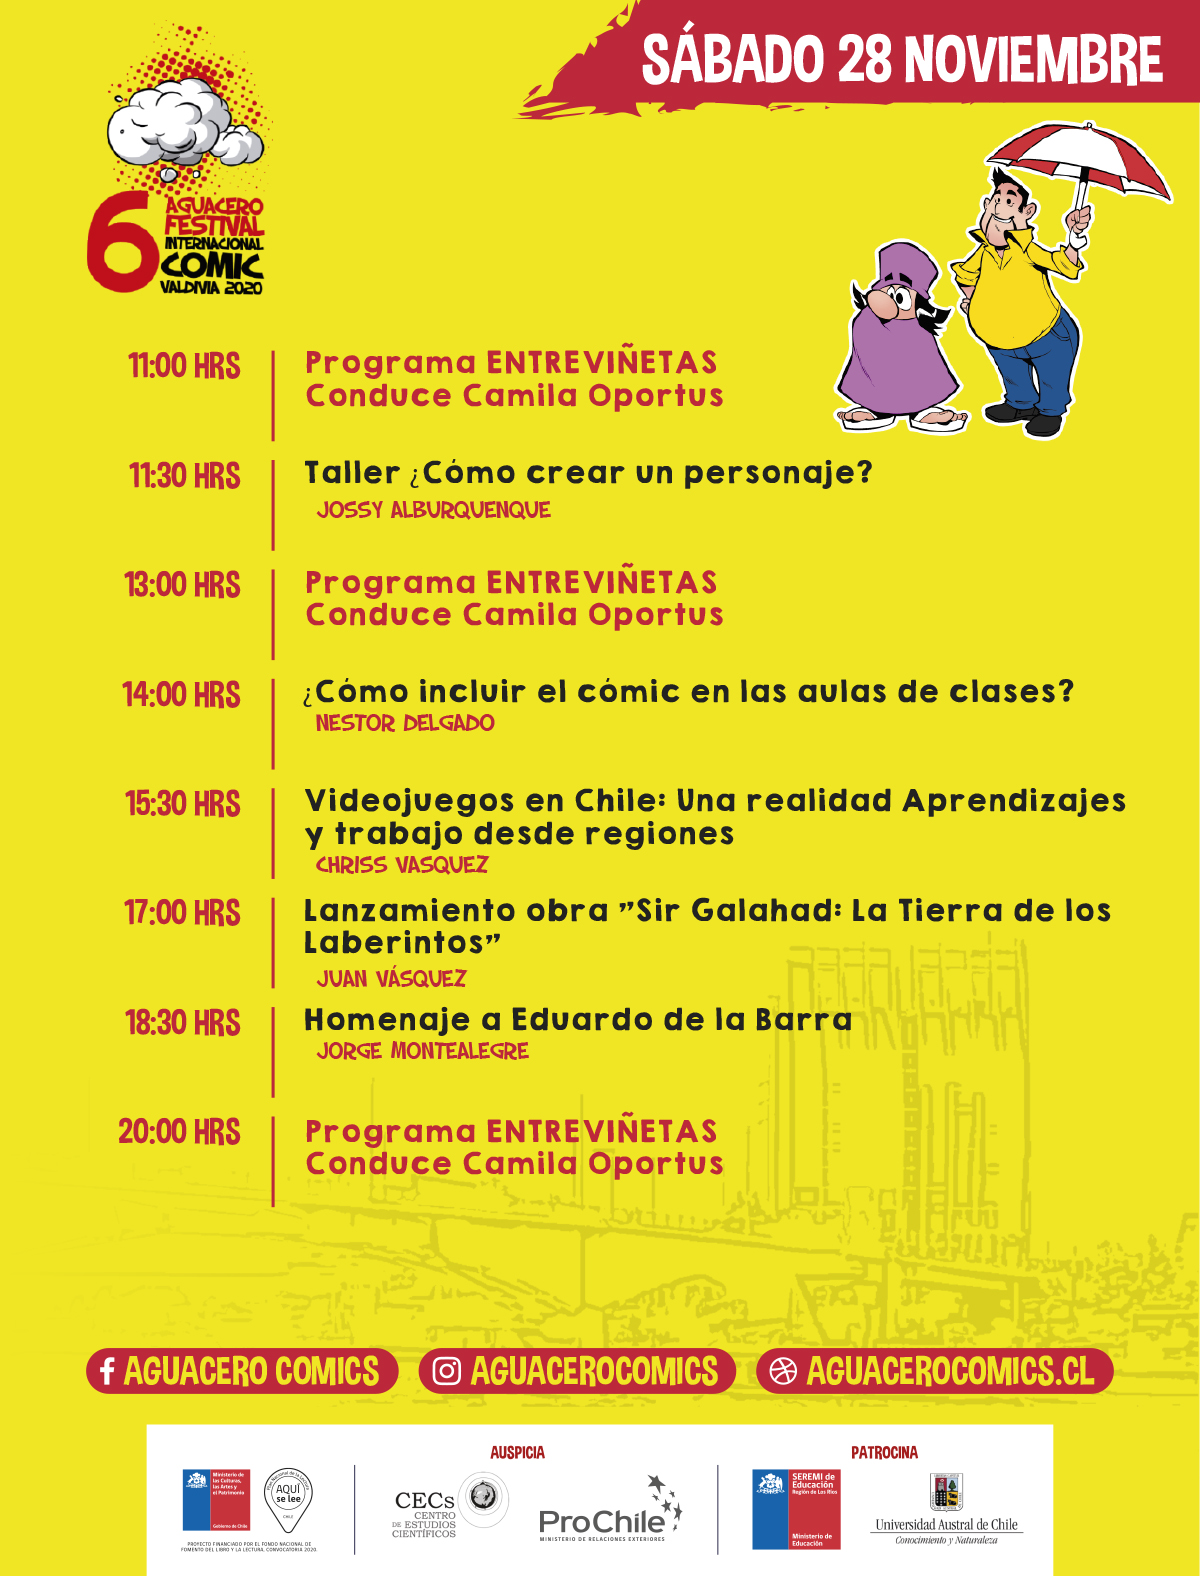 SÁBADO 28 NOVIEMBRE
6
AGUACERO
FESTIVAL
INTERNACIONAL
COMIC
VALDIVIA 2020
11:00 HRS
Programa ENTREVIÑETAS
Conduce Camila Oportus
11:30 HRS
Taller ¿Cómo crear un personaje?
JOSSY ALBURQUENQUE
13:00 HRS
Programa ENTREVIÑETAS
Conduce Camila Oportus
14:00 HRS
¿Cómo incluir el cómic en las aulas de clases?
NESTOR DELGADO
15:30 HRS
Videojuegos en Chile: Una realidad Aprendizajes
y trabajo desde regiones
CHRISS VASQUEZ
17:00 HRS
Lanzamiento obra ”Sir Galahad: La Tierra de los
Laberintos”
JUAN VÁSQUEZ
18:30 HRS
Homenaje a Eduardo de la Barra
JORGE MONTEALEGRE
20:00 HRS
Programa ENTREVIÑETAS
Conduce Camila Oportus
AGUACERO COMICS
AGUACEROCOMICS
AGUACEROCOMICS.CL
AUSPICIA
PATROCINA
Ministerio de
las Culturas,
las Artes y
el Patrimonio
Gobierno de Chile
Plan Nacional de la Lectura
AQUÍ
se lee
CHILE
PROYECTO FINANCIADO POR EL FONDO NACIONAL DE
FOMENTO DEL LIBRO Y LA LECTURA, CONVOCATORIA 2020.
CECs
CENTRO
DE ESTUDIOS
CIENTÍFICOS
ProChile
MINISTERIO DE RELACIONES EXTERIORES
SEREMI de
Educación
Región de Los Ríos
Ministerio de
Educación
Universidad Austral de Chile
Conocimiento y Naturaleza